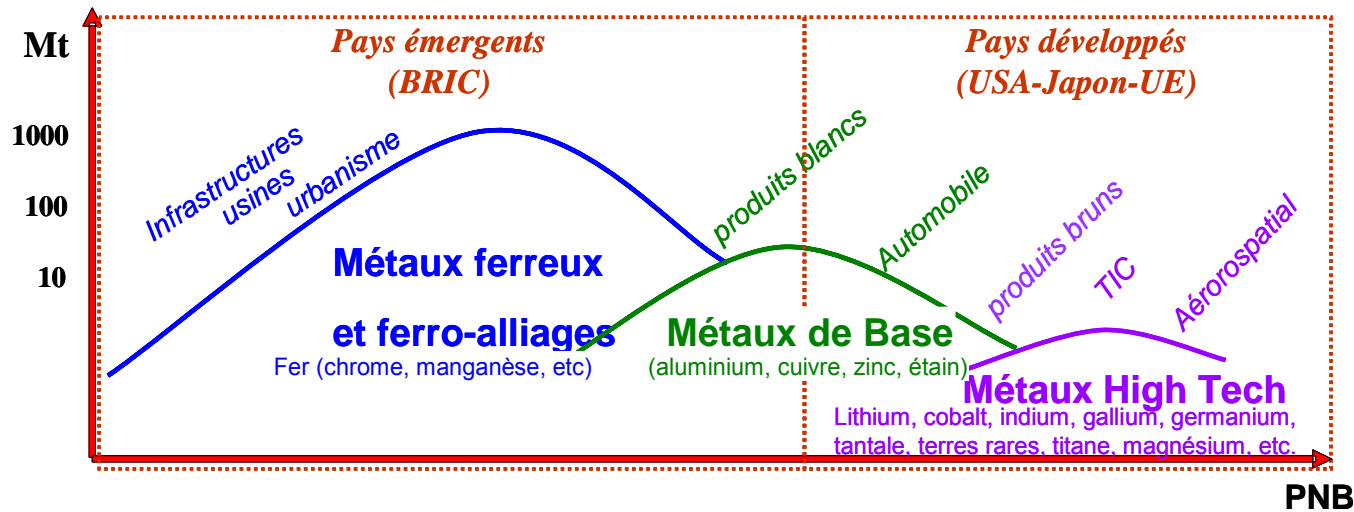 Mt
Pays émergents
(BRIC)
Pays développés
(USA-Japon-UE)
1000
100
10
Infrastructures
usines
urbanisme
produits blancs
Automobile
produits bruns
TIC
Aérorospatial
Métaux ferreux
et ferro-alliages
Fer (chrome, manganèse, etc)
Métaux de Base
(aluminium, cuivre, zinc, étain)
Métaux High Tech
Lithium, cobalt, indium, gallium, germanium,
tantale, terres rares, titane, magnésium, etc.
PNB